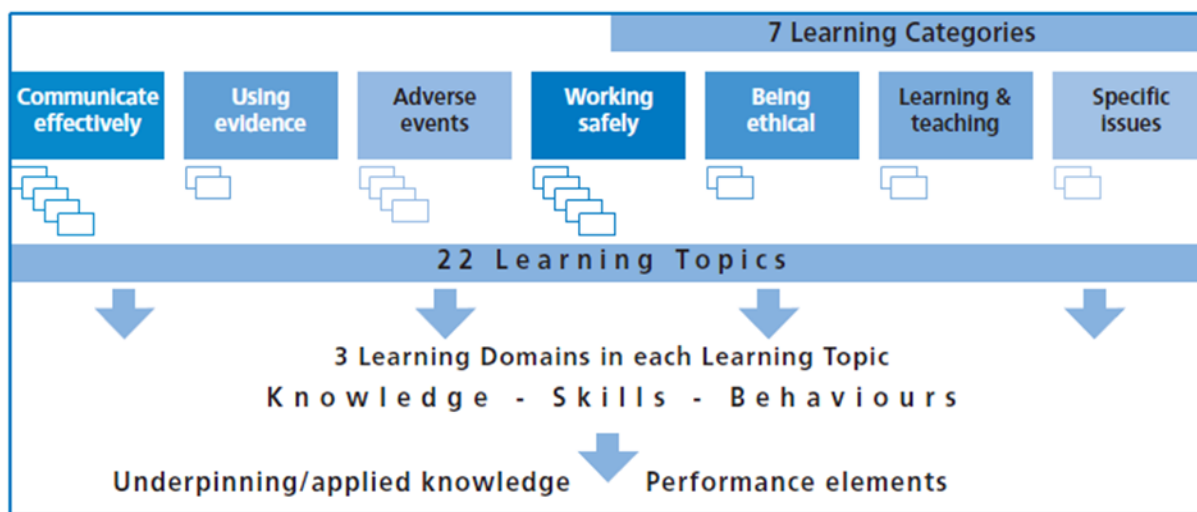 7 Learning Categories
Communicate effectively
Using evidence
Adverse events
Working safely
Being ethical
Learning & teaching
Specific issues
22 Learning Topics
3 Learning Domains in each Learning Topic
Knowledge - Skills - Behaviours
Underpinning/applied knowledge
Performance elements